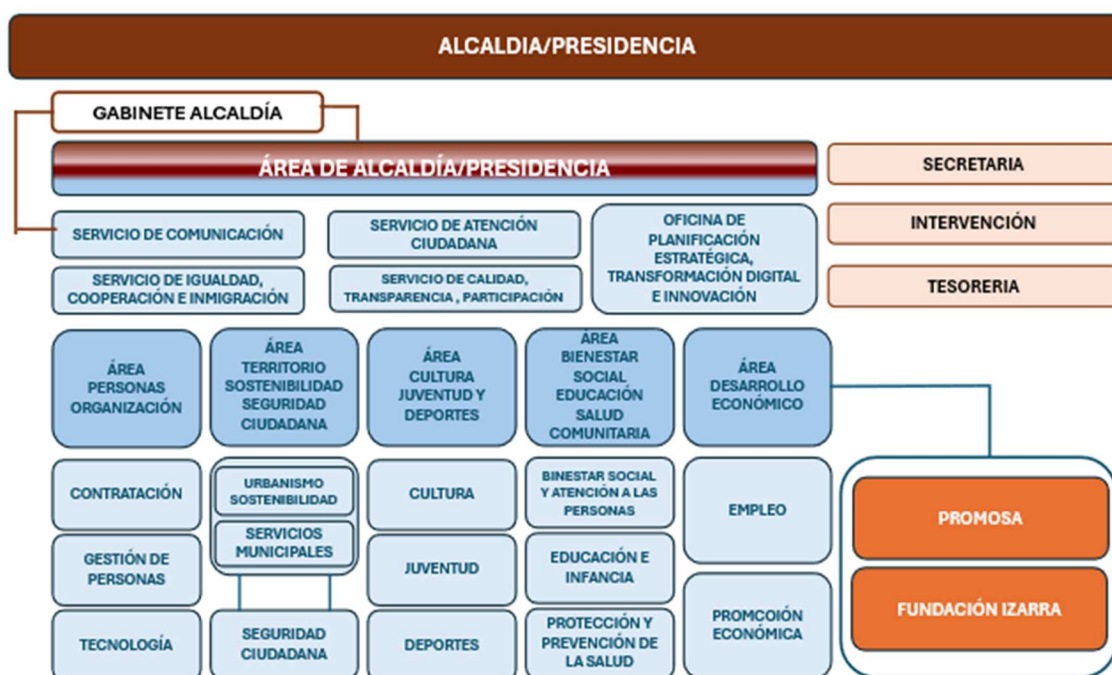 ALCALDIA/PRESIDENCIA
GABINETE ALCALDÍA
ÁREA DE ALCALDÍA/PRESIDENCIA
SECRETARIA
INTERVENCIÓN
TESORERIA
SERVICIO DE COMUNICACIÓN
SERVICIO DE ATENCIÓN
CIUDADANA
OFICINA DE
PLANIFICACIÓN
ESTRATÉGICA,
TRANSFORMACIÓN DIGITAL
E INNOVACIÓN
SERVICIO DE IGUALDAD,
COOPERACIÓN E INMIGRACIÓN
SERVICIO DE CALIDAD,
TRANSPARENCIA , PARTICIPACIÓN
ÁREA
PERSONAS
ORGANIZACIÓN
ÁREA
TERRITORIO
SOSTENIBILIDAD
SEGURIDAD
CIUDADANA
ÁREA
CULTURA
JUVENTUD Y
DEPORTES
ÁREA
BIENESTAR
SOCIAL
EDUCACIÓN
SALUD
COMUNITARIA
ÁREA
DESARROLLO
ECONÓMICO
CONTRATACIÓN
GESTIÓN DE
PERSONAS
TECNOLOGÍA
URBANISMO
SOSTENIBILIDAD
SERVICIOS
MUNICIPALES
SEGURIDAD
CIUDADANA
CULTURA
JUVENTUD
DEPORTES
BINESTAR SOCIAL
Y ATENCIÓN A LAS
PERSONAS
EDUCACIÓN E
INFANCIA
PROTECCIÓN Y
PREVENCIÓN DE
LA SALUD
EMPLEO
PROMCOIÓN
ECONÓMICA
PROMOSA
FUNDACIÓN IZARRA